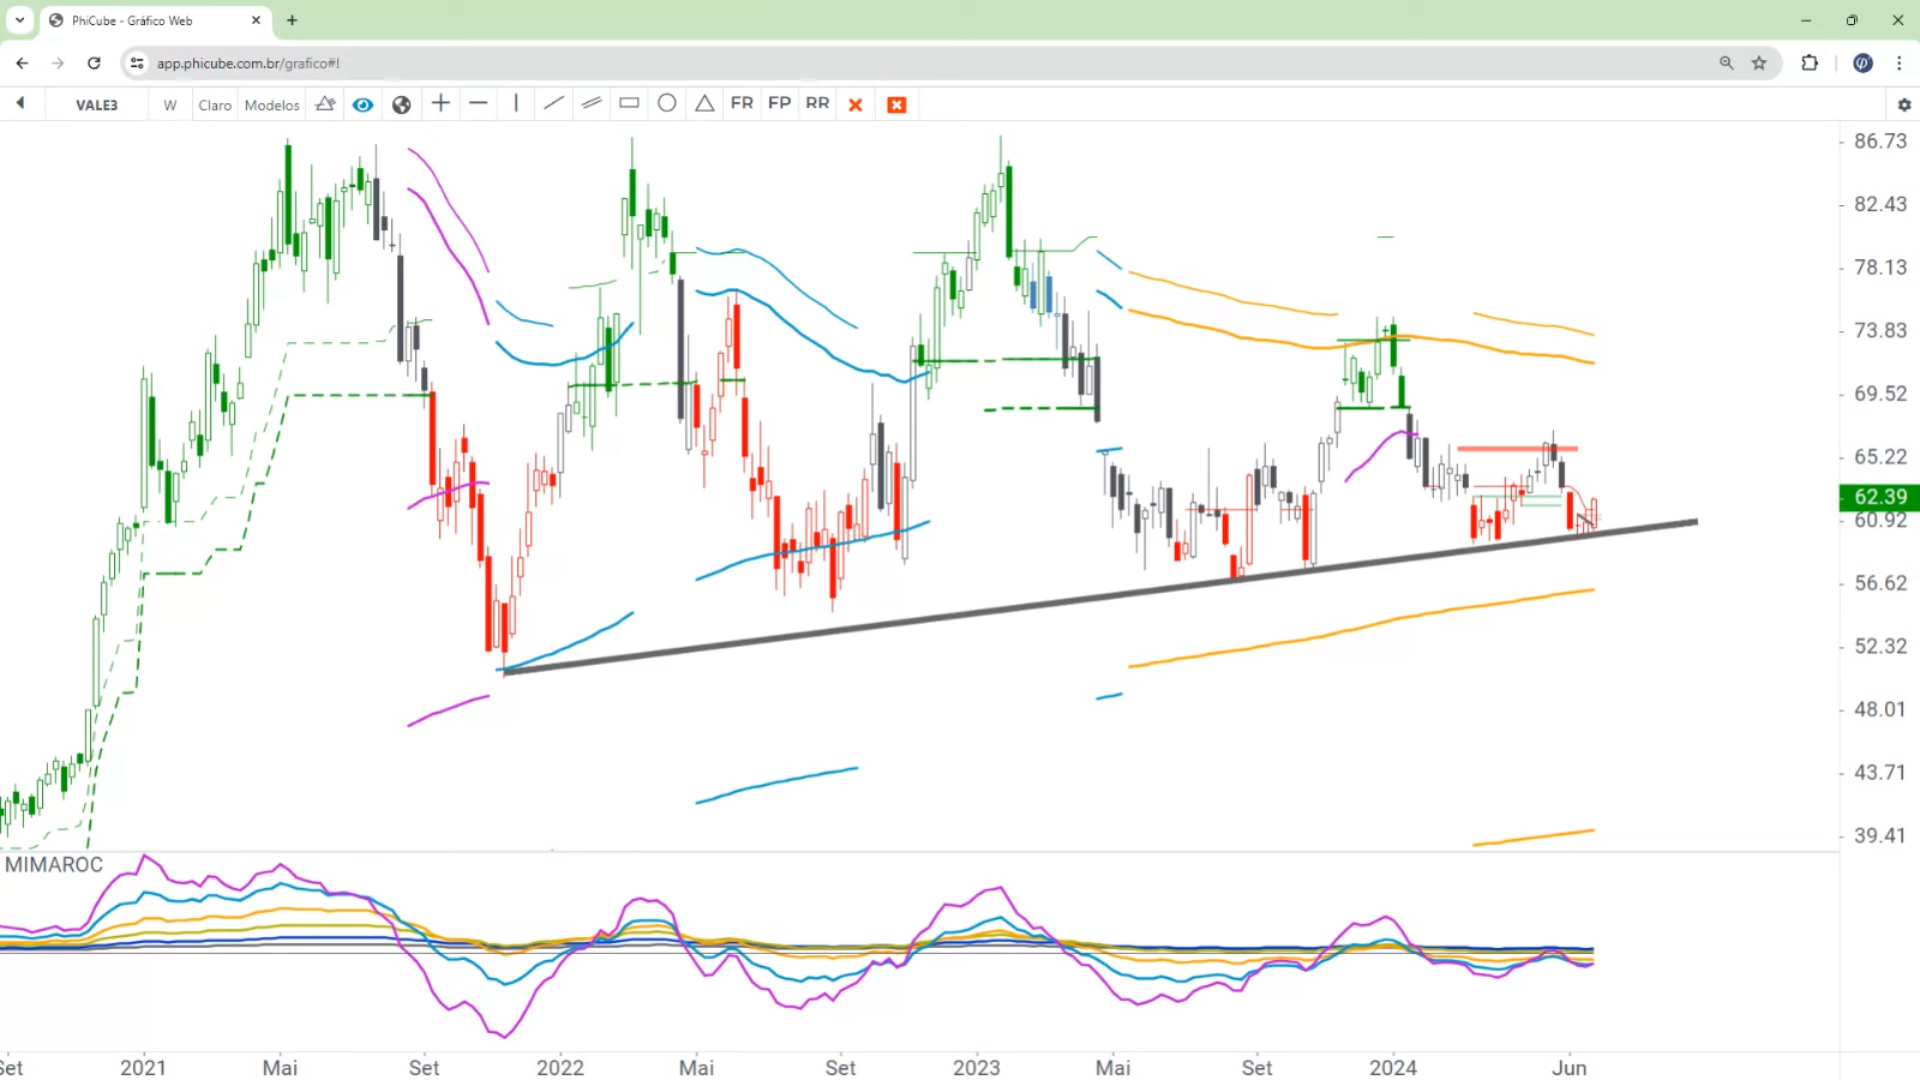 PhiCube - Gráfico Web
app.phicube.com.br/grafico#!
VALE3 W Claro Modelos FR FP RR
86.73
82.43
78.13
73.83
69.52
65.22
62.39
60.92
56.62
52.32
48.01
43.71
39.41
MIMAROC
Set 2021 Mai Set 2022 Mai Set 2023 Mai Set 2024 Jun